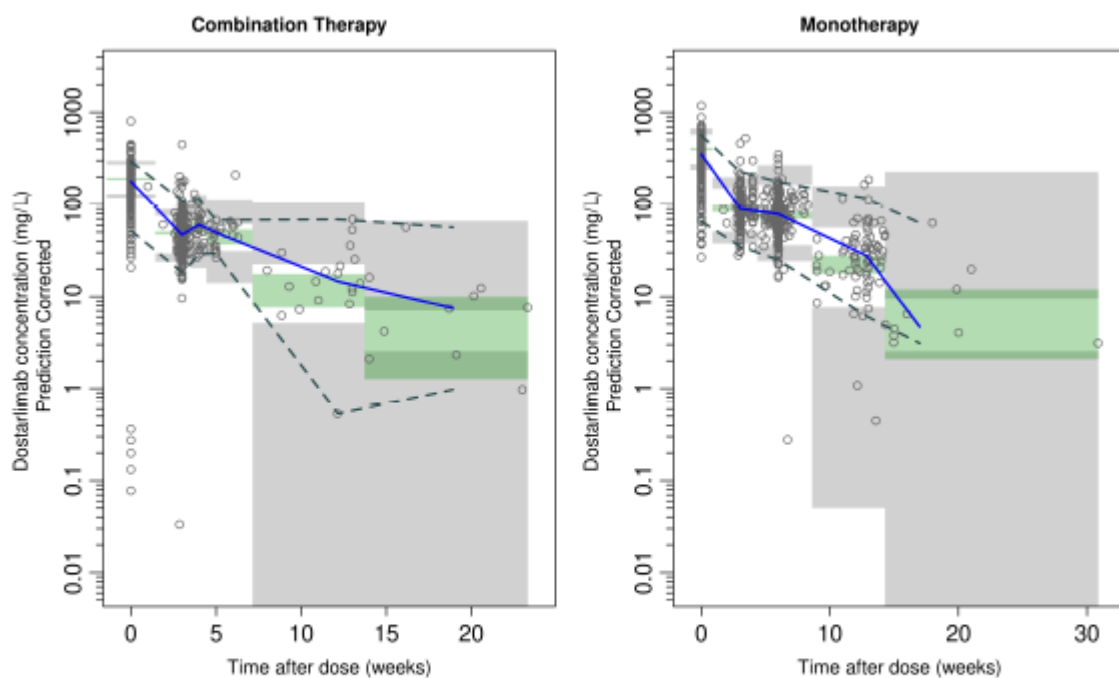 Combination Therapy
Monotherapy
Dostarlimab concentration (mg/L)
Prediction Corrected
1000
100
10
1
0.1
0.01
0 5 10 15 20
Time after dose (weeks)
Dostarlimab concentration (mg/L)
Prediction Corrected
1000
100
10
1
0.1
0.01
0 10 20 30
Time after dose (weeks)